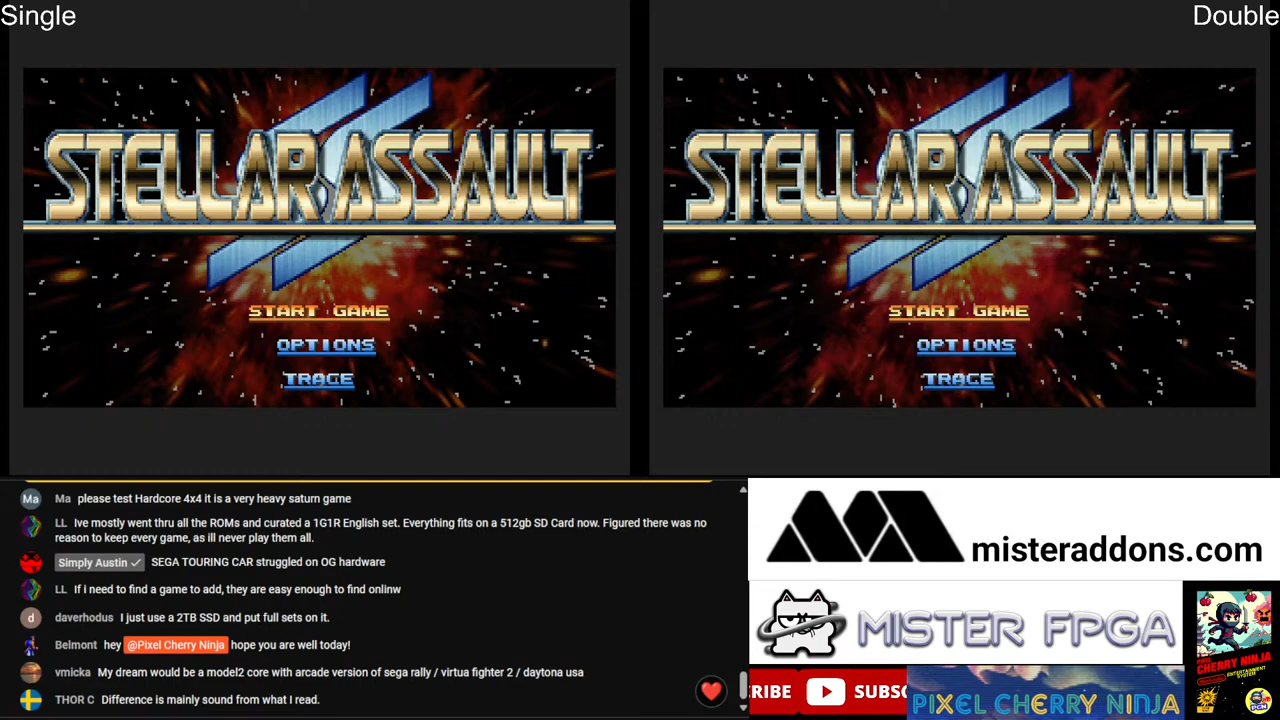 Single
Double
STELLAR ASSAULT
START GAME
OPTIONS
TRACE
STELLAR ASSAULT
START GAME
OPTIONS
TRACE
Ma please test Hardcore 4x4 it is a very heavy saturn game
LL Ive mostly went thru all the ROMs and curated a 1G1R English set. Everything fits on a 512gb SD Card now. Figured there was no
reason to keep every game, as ill never play them all.
Simply Austin SEGA TOURING CAR struggled on OG hardware
LL If i need to find a game to add, they are easy enough to find onlinw
d daverhodus I just use a 2TB SSD and put full sets on it.
Belmont hey @Pixel Cherry Ninja hope you are well today!
vmicka My dream would be a model2 core with arcade version of sega rally / virtua fighter 2 / daytona usa
THOR C Difference is mainly sound from what I read.
misteraddons.com
MISTER FPGA
RIBE
SUBSC
PIXEL CHERRY NINJA
PIXEL
CHERRY NINJA
ENTERTAINMENT
SYSTEM
PCN